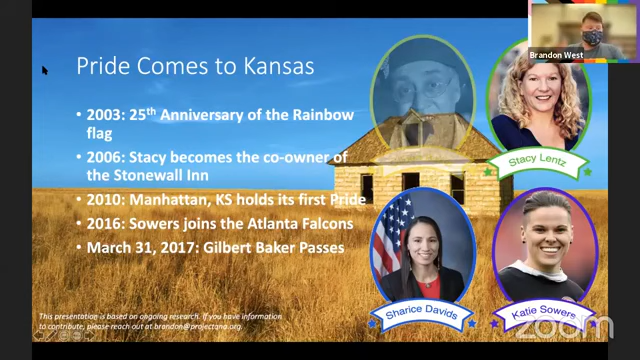 Brandon West
Pride Comes to Kansas
• 2003: 25th Anniversary of the Rainbow
flag
• 2006: Stacy becomes the co-owner of
the Stonewall Inn
• 2010: Manhattan, KS holds its first Pride
• 2016: Sowers joins the Atlanta Falcons
• March 31, 2017: Gilbert Baker Passes
Stacy Lentz
Sharice Davids
Katie Sowers
This presentation is based on ongoing research. If you have information
to contribute, please reach out at brandon@projectqna.org.
zoom